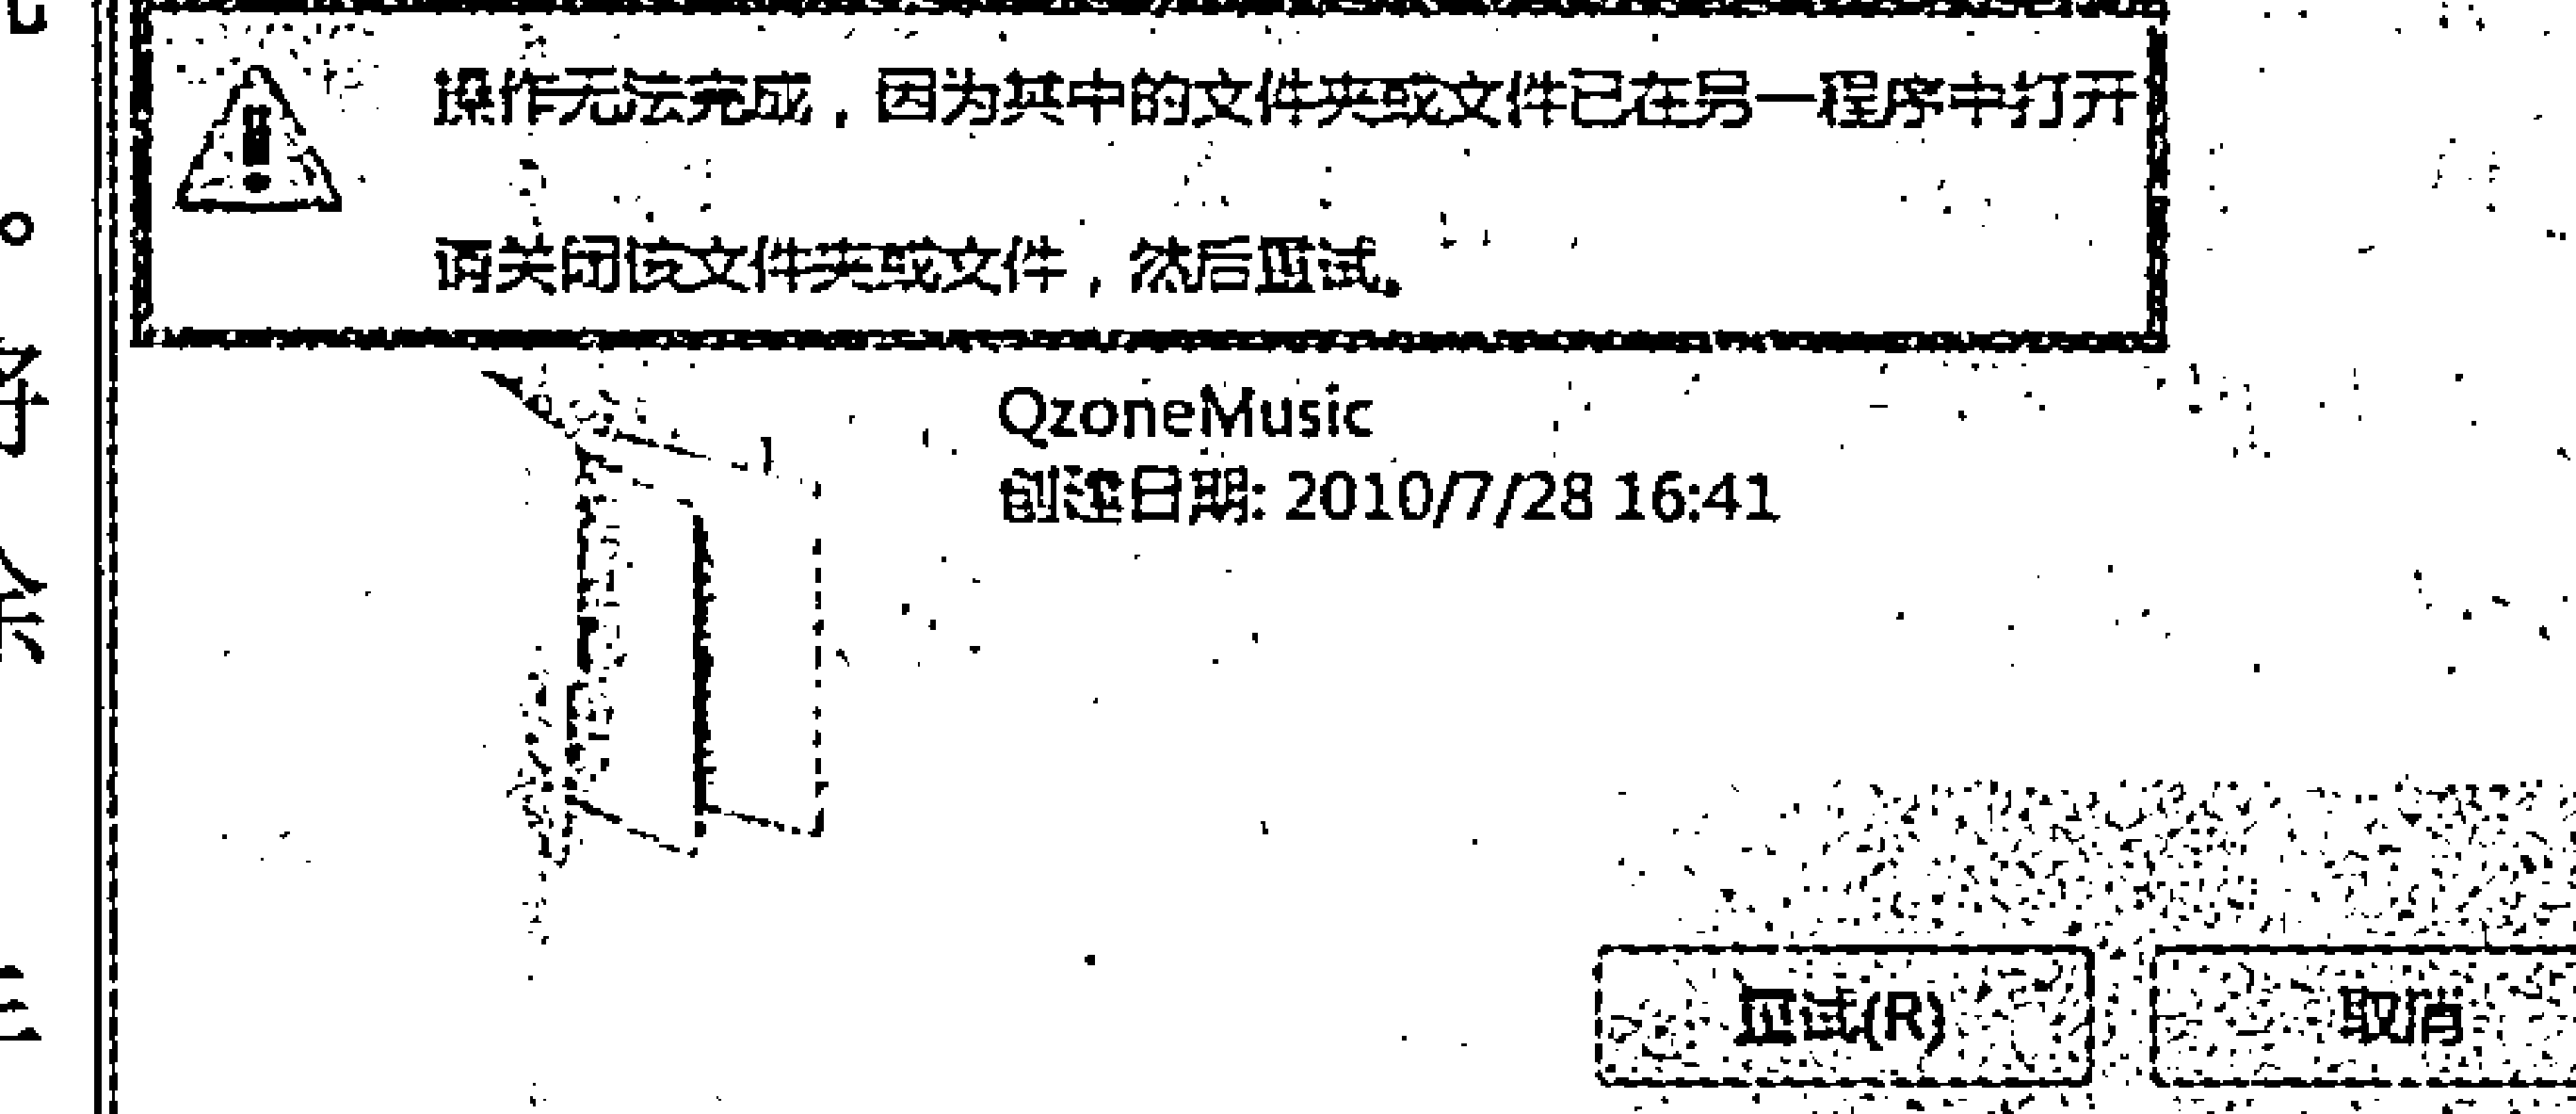 操作无法完成，因为其中的文件夹或文件已在另一程序中打开
请关闭该文件夹或文件，然后重试。
QzoneMusic
创建日期: 2010/7/28 16:41
重试(R)
取消